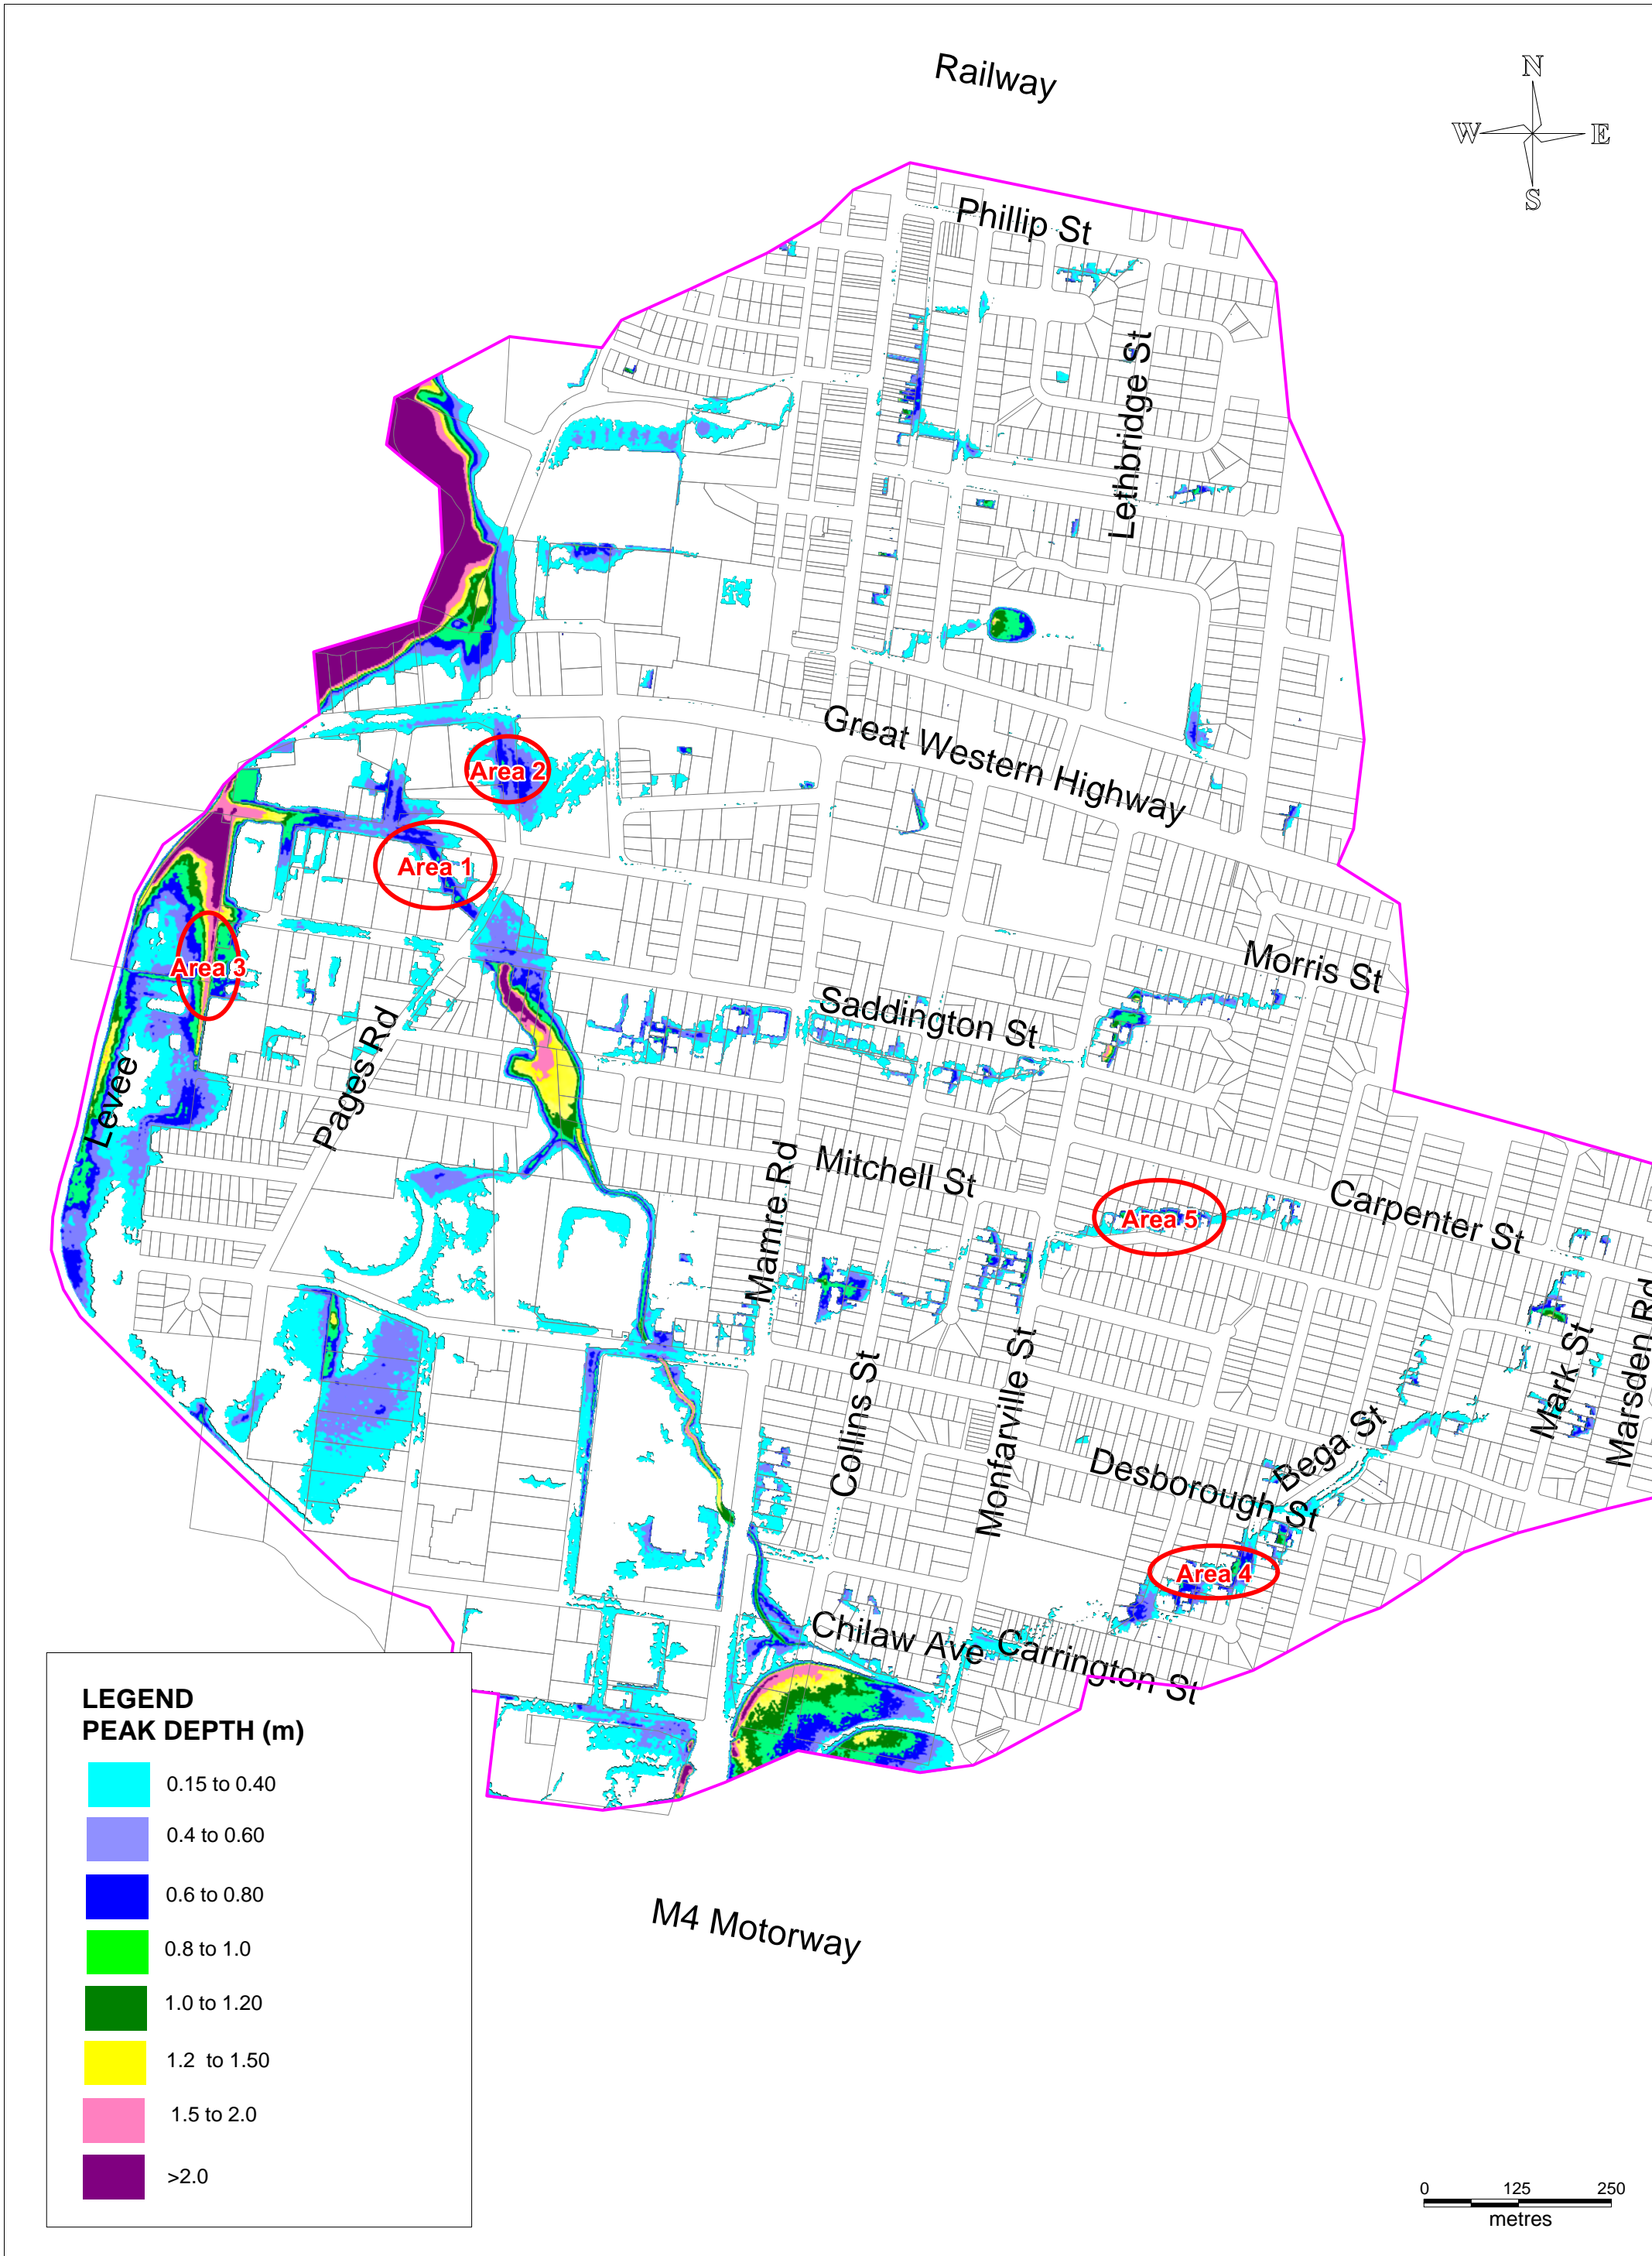 Railway
N
W
E
S
Phillip St
Lethbridge St
Great Western Highway
Area 2
Area 1
Area 3
Morris St
Saddington St
Pages Rd
Levee
Mamre Rd
Mitchell St
Area 5
Carpenter St
Collins St
Monfarville St
Mark St
Marsden Rd
Bega St
Desborough St
Area 4
Chilaw Ave
Carrington St
M4 Motorway
LEGEND
PEAK DEPTH (m)
0.15 to 0.40
0.4 to 0.60
0.6 to 0.80
0.8 to 1.0
1.0 to 1.20
1.2 to 1.50
1.5 to 2.0
>2.0
0 125 250
metres